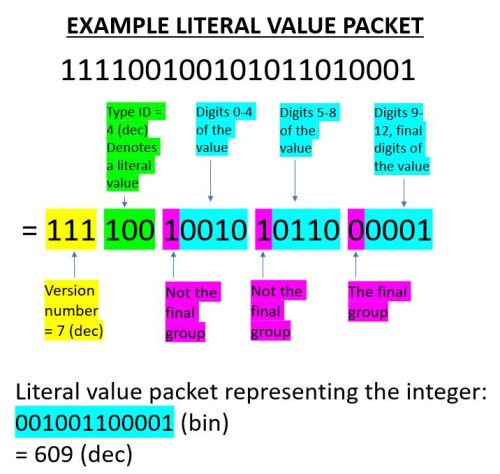 EXAMPLE LITERAL VALUE PACKET
111100100101011010001
Type ID =
4 (dec)
Denotes
a literal
value
Digits 0-4
of the
value
Digits 5-8
of the
value
Digits 9-
12, final
digits of
the value
= 111 100 10010 10110 00001
Version
number
= 7 (dec)
Not the
final
group
Not the
final
group
The final
group
Literal value packet representing the integer:
001001100001 (bin)
= 609 (dec)